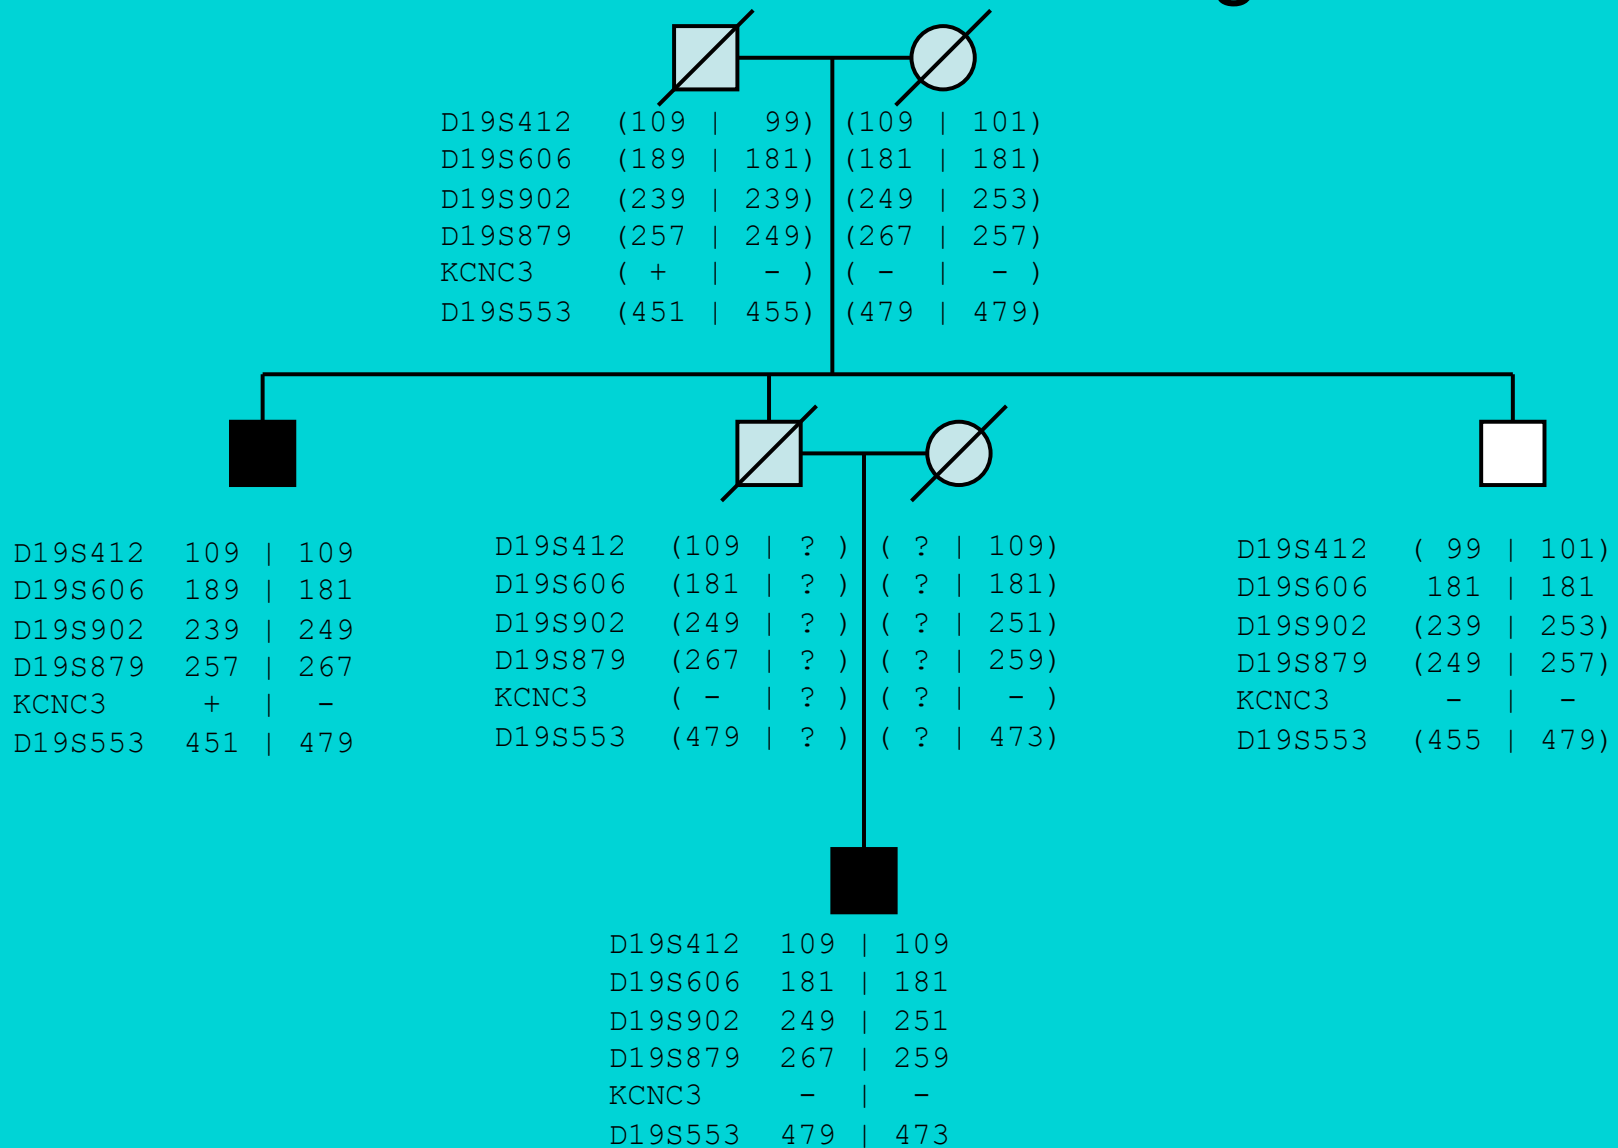 D19S412 (109 | 99) (109 | 101)
D19S606 (189 | 181) (181 | 181)
D19S902 (239 | 239) (249 | 253)
D19S879 (257 | 249) (267 | 257)
KCNC3 ( + | - ) ( - | - )
D19S553 (451 | 455) (479 | 479)
D19S412 109 | 109
D19S606 189 | 181
D19S902 239 | 249
D19S879 257 | 267
KCNC3 + | -
D19S553 451 | 479
D19S412 (109 | ? ) ( ? | 109)
D19S606 (181 | ? ) ( ? | 181)
D19S902 (249 | ? ) ( ? | 251)
D19S879 (267 | ? ) ( ? | 259)
KCNC3 ( - | ? ) ( ? | - )
D19S553 (479 | ? ) ( ? | 473)
D19S412 ( 99 | 101)
D19S606 181 | 181
D19S902 (239 | 253)
D19S879 (249 | 257)
KCNC3 - | -
D19S553 (455 | 479)
D19S412 109 | 109
D19S606 181 | 181
D19S902 249 | 251
D19S879 267 | 259
KCNC3 - | -
D19S553 479 | 473